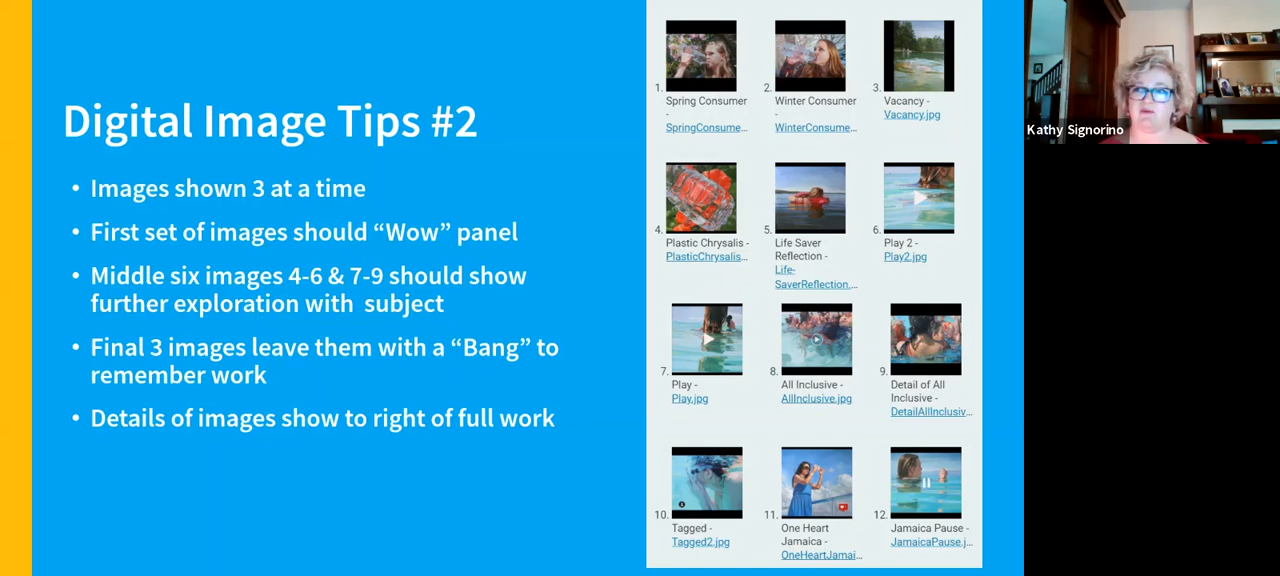 Digital Image Tips #2
• Images shown 3 at a time
• First set of images should “Wow” panel
• Middle six images 4-6 & 7-9 should show
further exploration with subject
• Final 3 images leave them with a “Bang” to
remember work
• Details of images show to right of full work
1.
Spring Consumer
-
SpringConsume...
2.
Winter Consumer
-
WinterConsume...
3.
Vacancy -
Vacancy.jpg
4.
Plastic Chrysalis -
PlasticChrysalis...
5.
Life Saver
Reflection -
Life-
SaverReflection....
6.
Play 2 -
Play2.jpg
7.
Play -
Play.jpg
8.
All Inclusive -
AllInclusive.jpg
9.
Detail of All
Inclusive -
DetailAllInclusiv...
10.
Tagged -
Tagged2.jpg
11.
One Heart
Jamaica -
OneHeartJamai...
12.
Jamaica Pause -
JamaicaPause.j...
Kathy Signorino